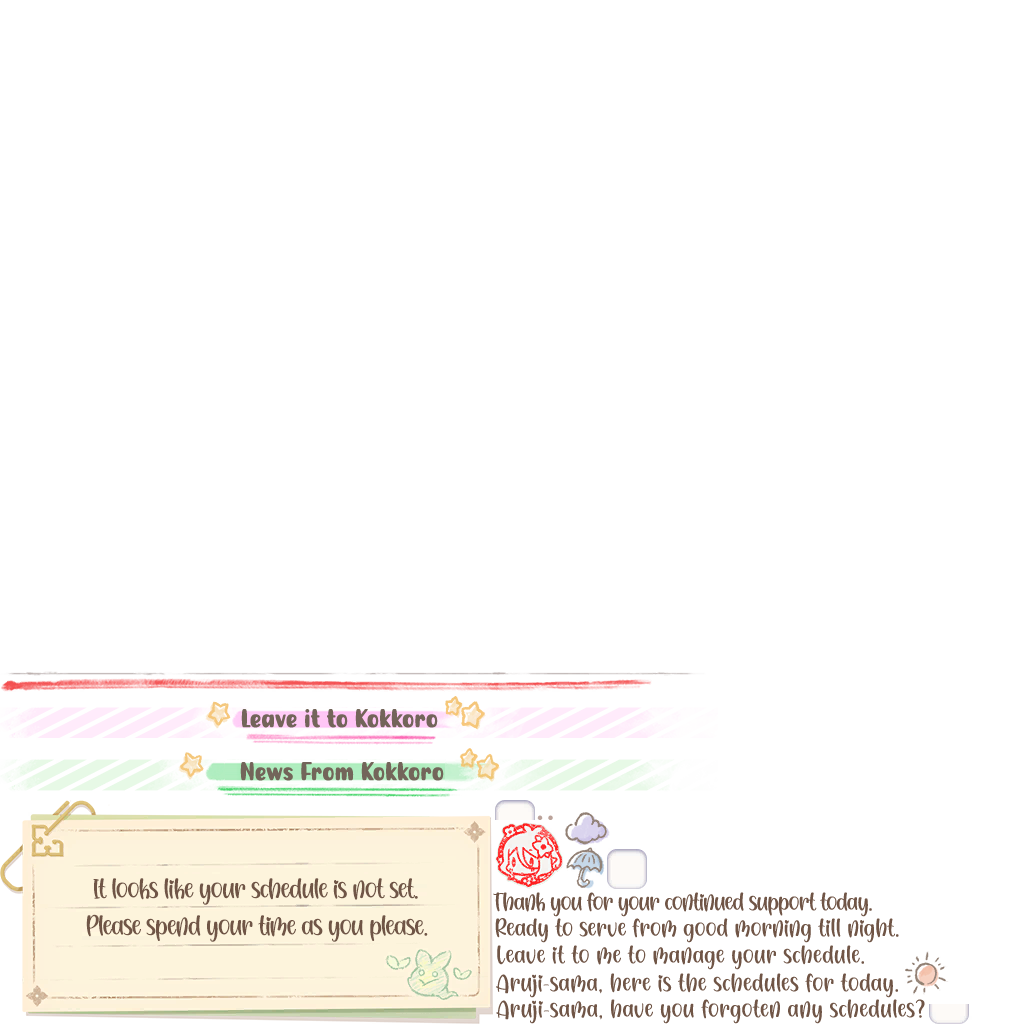 Leave it to Kokkoro
News From Kokkoro
It looks like your schedule is not set.
Please spend your time as you please.
Thank you for your continued support today.
Ready to serve from good morning till night.
Leave it to me to manage your schedule.
Aruji-sama, here is the schedules for today.
Aruji-sama, have you forgoten any schedules?